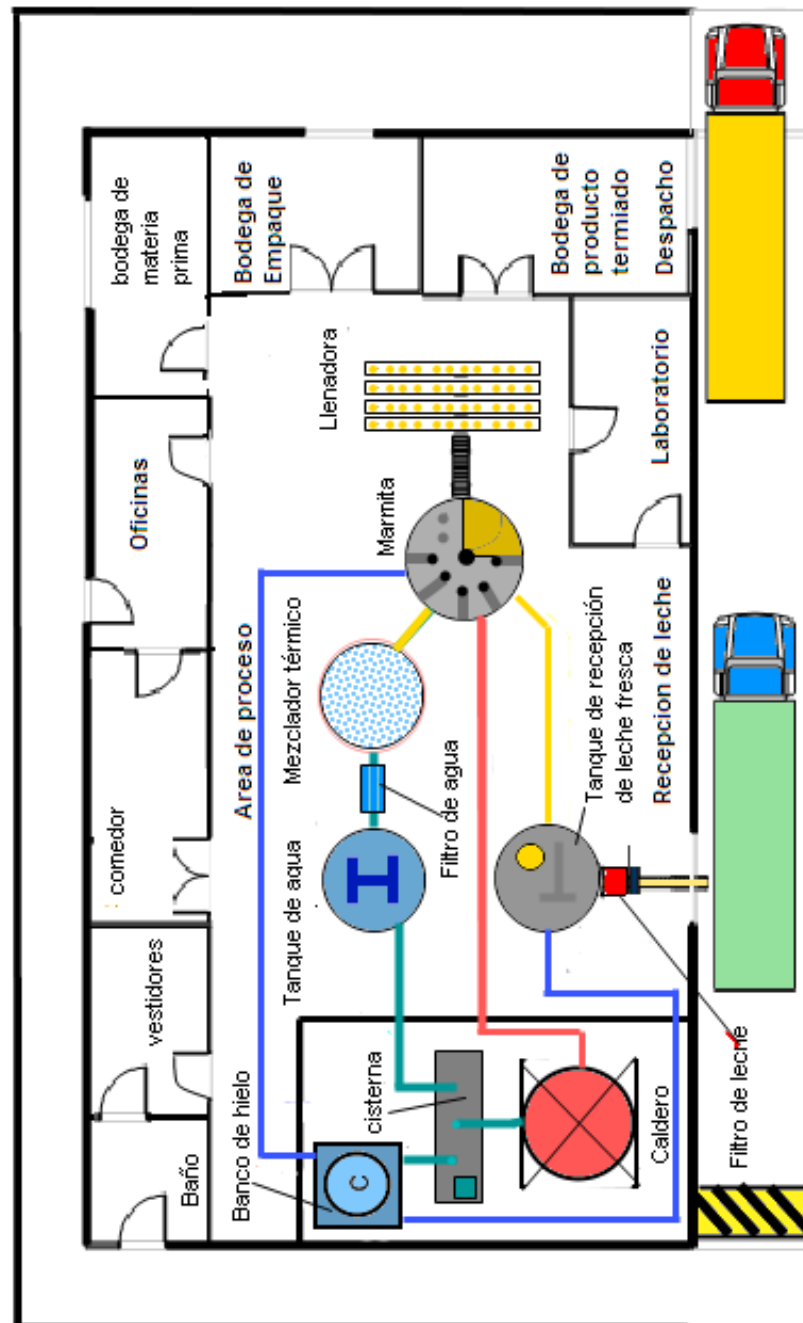 Baño
vestidores
comedor
Oficinas
bodega de
materia
prima
Banco de hielo
Area de proceso
Bodega de
Empaque
Tanque de aqua
Mezclador térmico
Marmita
Llenadora
cisterna
Filtro de agua
C
Caldero
Tanque de recepción
de leche fresca
Recepcion de leche
Laboratorio
Bodega de
producto
termiado
Despacho
Filtro de leche